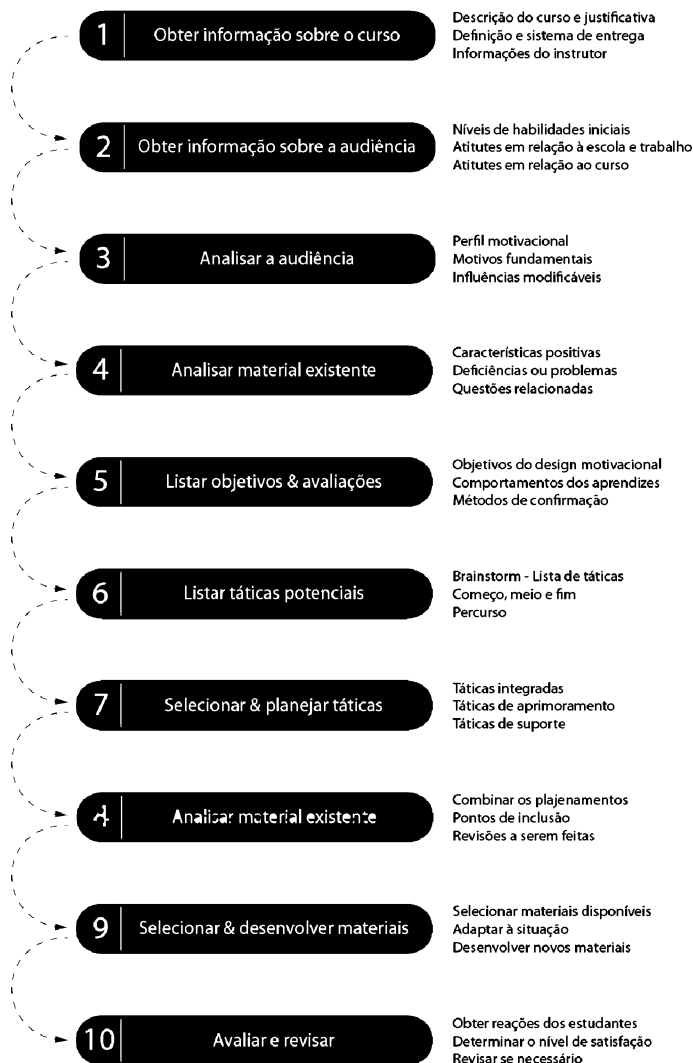 1 Obter informação sobre o curso
Descrição do curso e justificativa
Definição e sistema de entrega
Informações do instrutor
2 Obter informação sobre a audiência
Níveis de habilidades iniciais
Atitutes em relação à escola e trabalho
Atitutes em relação ao curso
3 Analisar a audiência
Perfil motivacional
Motivos fundamentais
Influências modificáveis
4 Analisar material existente
Características positivas
Deficiências ou problemas
Questões relacionadas
5 Listar objetivos & avaliações
Objetivos do design motivacional
Comportamentos dos aprendizes
Métodos de confirmação
6 Listar táticas potenciais
Brainstorm - Lista de táticas
Começo, meio e fim
Percurso
7 Selecionar & planejar táticas
Táticas integradas
Táticas de aprimoramento
Táticas de suporte
4 Analisar material existente
Combinar os plajenamentos
Pontos de inclusão
Revisões a serem feitas
9 Selecionar & desenvolver materiais
Selecionar materiais disponíveis
Adaptar à situação
Desenvolver novos materiais
10 Avaliar e revisar
Obter reações dos estudantes
Determinar o nível de satisfação
Revisar se necessário